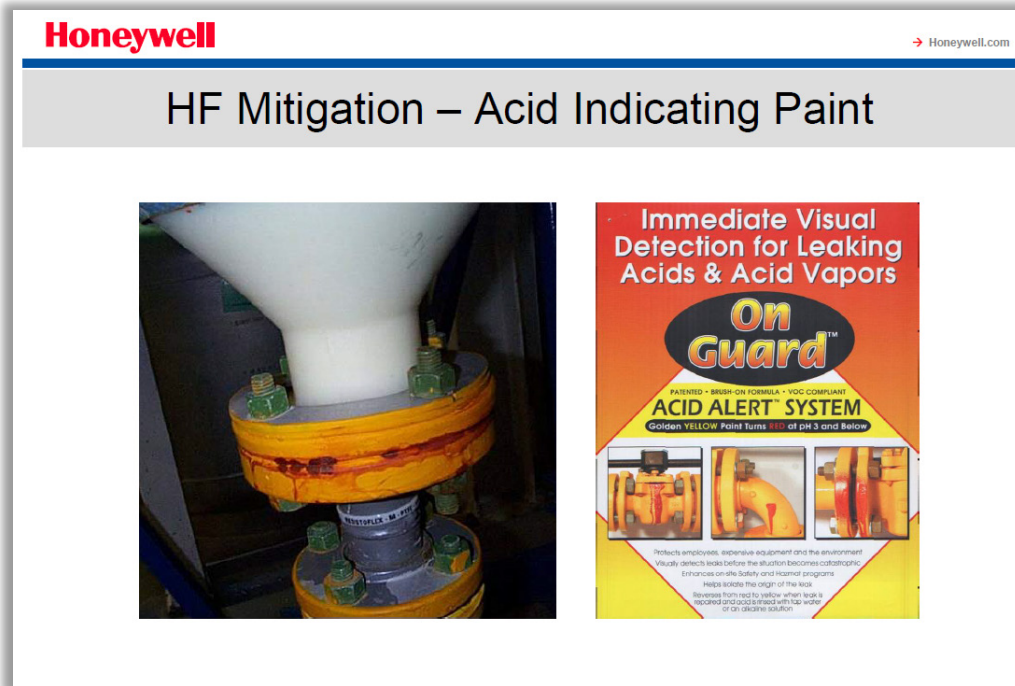 Honeywell
→ Honeywell.com
HF Mitigation – Acid Indicating Paint
Immediate Visual
Detection for Leaking
Acids & Acid Vapors
On
Guard™
PATENTED • BRUSH-ON FORMULA • VOC COMPLIANT
ACID ALERT™ SYSTEM
Golden YELLOW Paint Turns RED at pH 3 and Below
Protects employees, expensive equipment and the environment
Visually detects leaks before the situation becomes catastrophic
Enhances on-site Safety and Hazmat programs
Helps isolate the origin of the leak
Reverses from red to yellow when leak is
repaired and acid is rinsed with tap water
or an alkaline solution